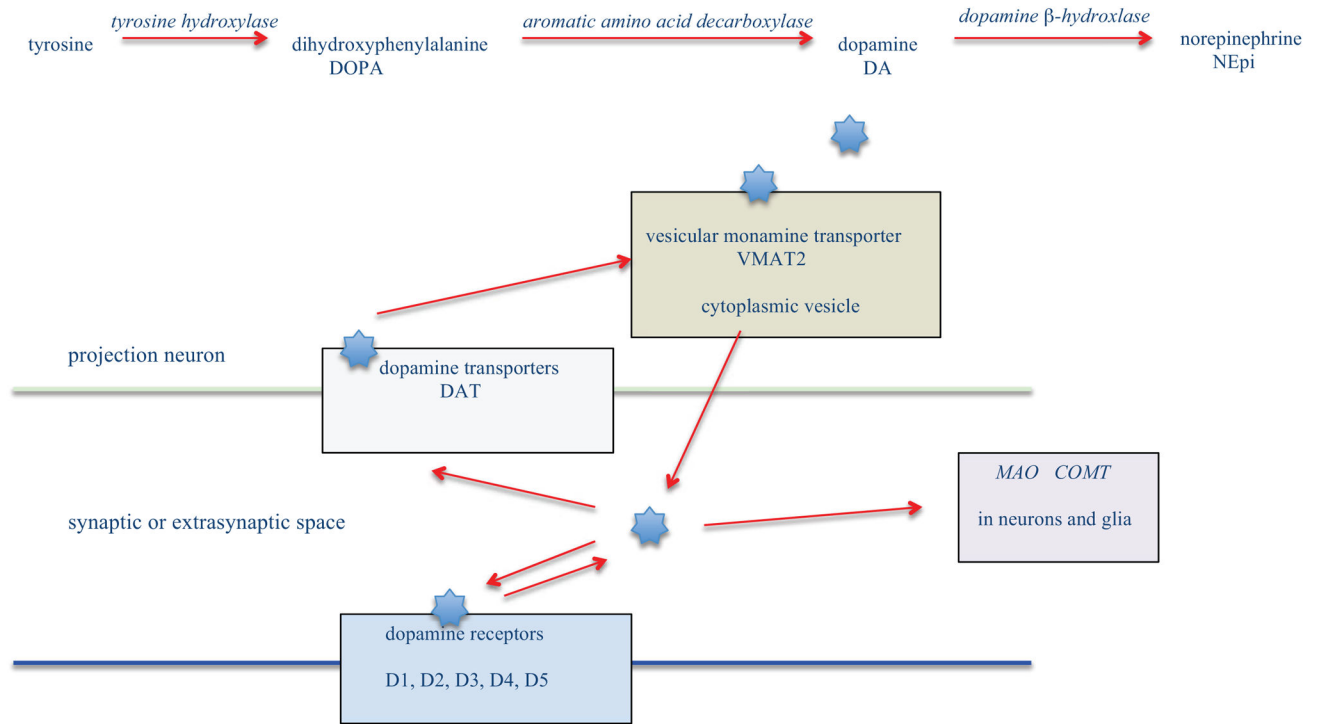 tyrosine hydroxylase
aromatic amino acid decarboxylase
dopamine β-hydroxlase
tyrosine
dihydroxyphenylalanine
DOPA
dopamine
DA
norepinephrine
NEpi
vesicular monamine transporter
VMAT2
cytoplasmic vesicle
projection neuron
dopamine transporters
DAT
MAO COMT
in neurons and glia
synaptic or extrasynaptic space
dopamine receptors
D1, D2, D3, D4, D5